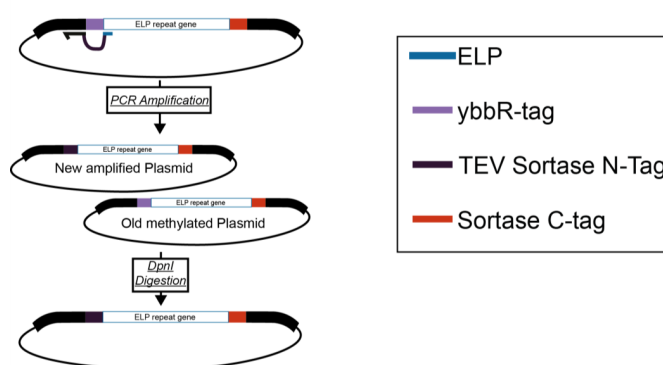 ELP repeat gene
PCR Amplification
ELP repeat gene
New amplified Plasmid
ELP repeat gene
Old methylated Plasmid
DpnI
Digestion
ELP repeat gene
ELP
ybbR-tag
TEV Sortase N-Tag
Sortase C-tag